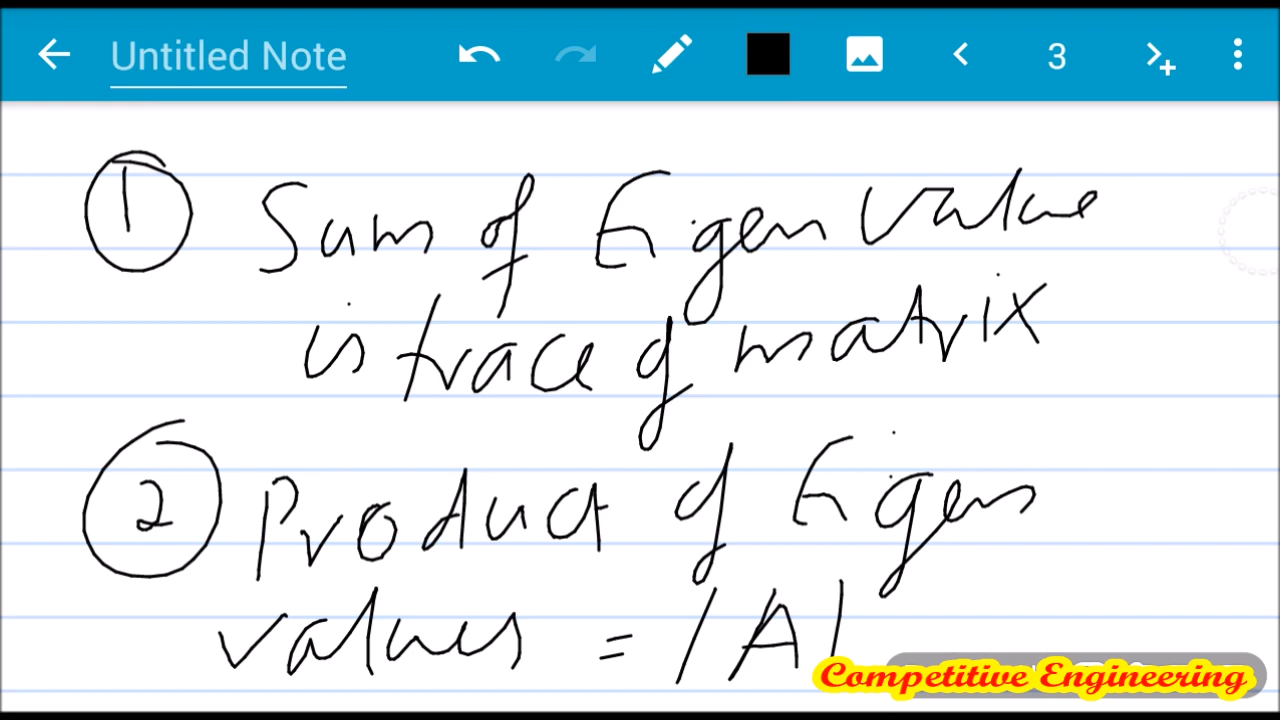 Untitled Note
3
1 Sum of Eigen Value
is trace of matrix
2 Product of Eigen
values = |A|
Competitive Engineering